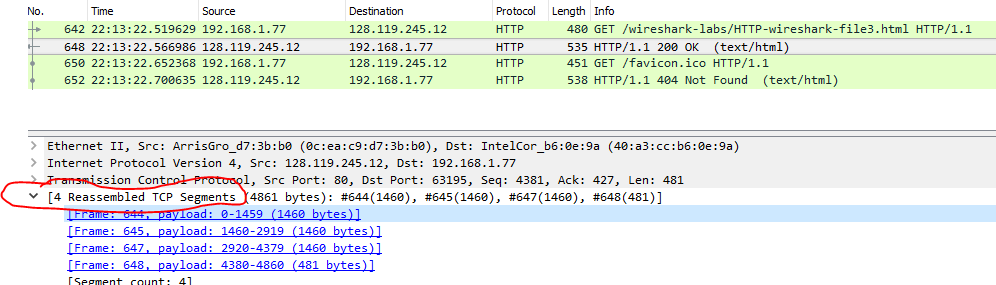 No. Time Source Destination Protocol Length Info
642 22:13:22.519629 192.168.1.77 128.119.245.12 HTTP 480 GET /wireshark-labs/HTTP-wireshark-file3.html HTTP/1.1
648 22:13:22.566986 128.119.245.12 192.168.1.77 HTTP 535 HTTP/1.1 200 OK (text/html)
650 22:13:22.652368 192.168.1.77 128.119.245.12 HTTP 451 GET /favicon.ico HTTP/1.1
652 22:13:22.700635 128.119.245.12 192.168.1.77 HTTP 538 HTTP/1.1 404 Not Found (text/html)
Ethernet II, Src: ArrisGro_d7:3b:b0 (0c:ea:c9:d7:3b:b0), Dst: IntelCor_b6:0e:9a (40:a3:cc:b6:0e:9a)
Internet Protocol Version 4, Src: 128.119.245.12, Dst: 192.168.1.77
Transmission Control Protocol, Src Port: 80, Dst Port: 63195, Seq: 4381, Ack: 427, Len: 481
[4 Reassembled TCP Segments (4861 bytes): #644(1460), #645(1460), #647(1460), #648(481)]
[Frame: 644, payload: 0-1459 (1460 bytes)]
[Frame: 645, payload: 1460-2919 (1460 bytes)]
[Frame: 647, payload: 2920-4379 (1460 bytes)]
[Frame: 648, payload: 4380-4860 (481 bytes)]
[Segment count: 4]